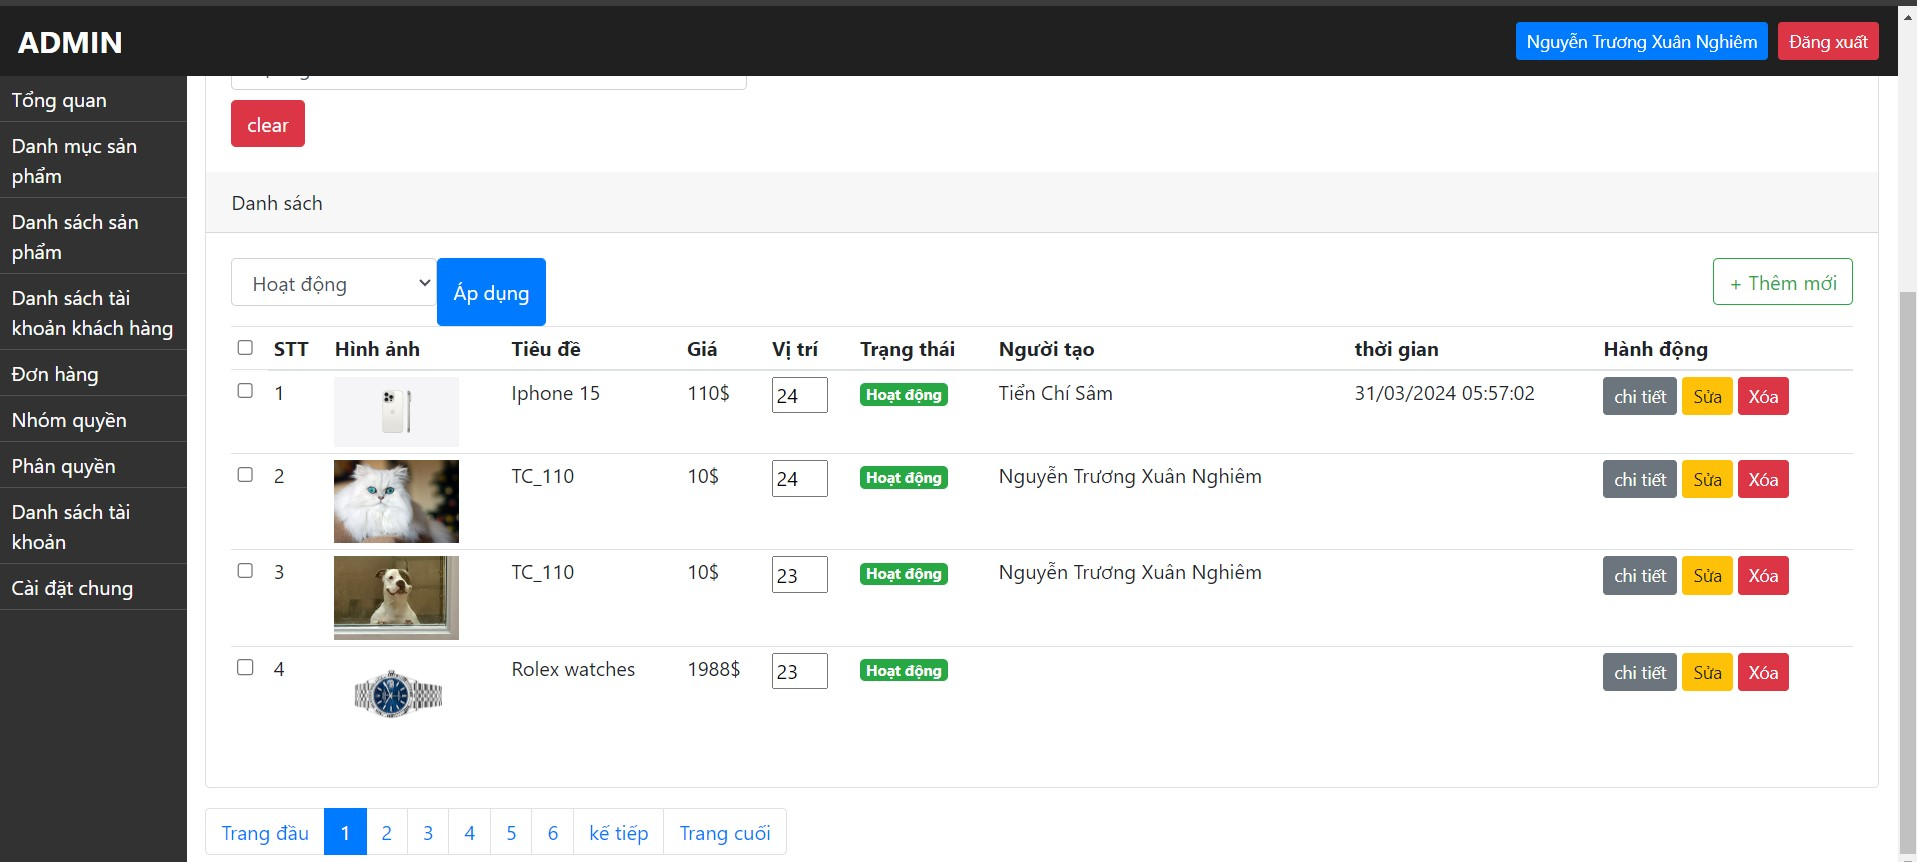 ADMIN
Nguyễn Trương Xuân Nghiêm
Đăng xuất
Tổng quan
Danh mục sản
phẩm
Danh sách sản
phẩm
Danh sách tài
khoản khách hàng
Đơn hàng
Nhóm quyền
Phân quyền
Danh sách tài
khoản
Cài đặt chung
clear
Danh sách
Hoạt động
Áp dụng
+ Thêm mới
STT Hình ảnh Tiêu đề Giá Vị trí Trạng thái Người tạo thời gian Hành động
1 Iphone 15 110$ 24 Hoạt động Tiển Chí Sâm 31/03/2024 05:57:02 chi tiết Sửa Xóa
2 TC_110 10$ 24 Hoạt động Nguyễn Trương Xuân Nghiêm chi tiết Sửa Xóa
3 TC_110 10$ 23 Hoạt động Nguyễn Trương Xuân Nghiêm chi tiết Sửa Xóa
4 Rolex watches 1988$ 23 Hoạt động chi tiết Sửa Xóa
Trang đầu 1 2 3 4 5 6 kế tiếp Trang cuối